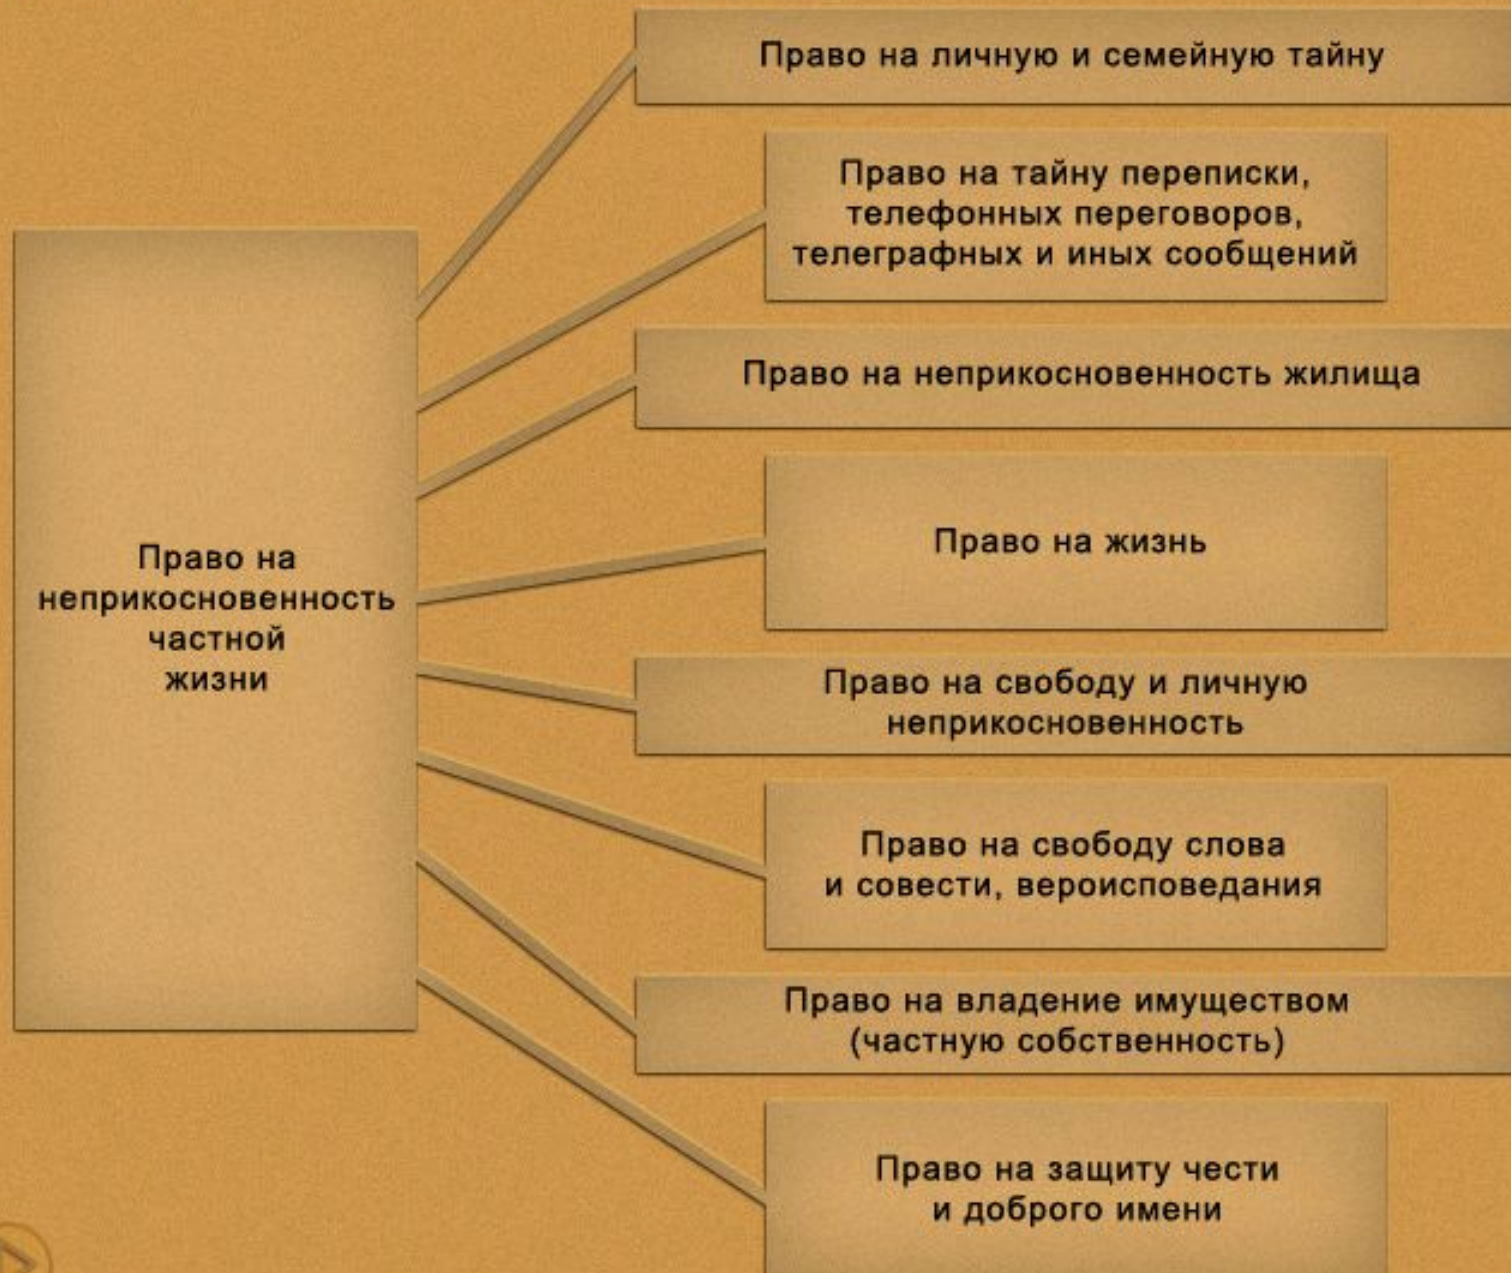 Право на личную и семейную тайну
Право на тайну переписки,
телефонных переговоров,
телеграфных и иных сообщений
Право на неприкосновенность жилища
Право на
неприкосновенность
частной
жизни
Право на жизнь
Право на свободу и личную
неприкосновенность
Право на свободу слова
и совести, вероисповедания
Право на владение имуществом
(частную собственность)
Право на защиту чести
и доброго имени